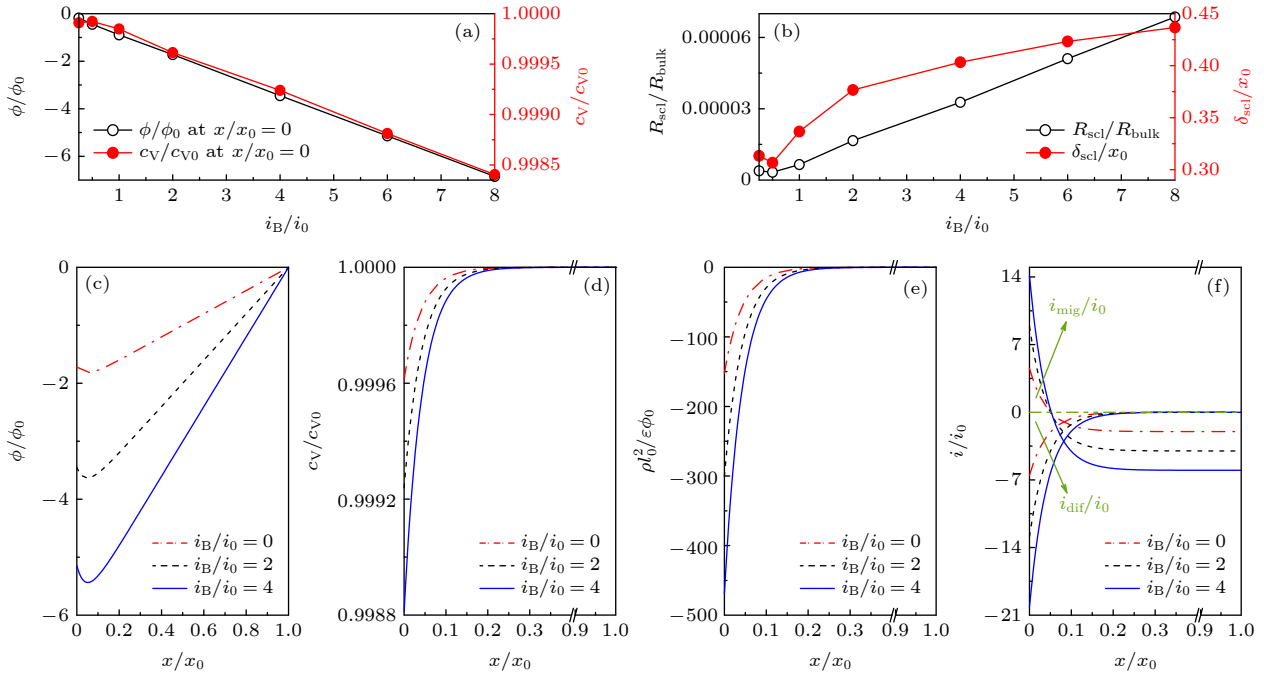 0
−2
−4
−6
ϕ/ϕ0
(a)
ϕ/ϕ0 at x/x0 = 0
cV/cV0 at x/x0 = 0
1.0000
0.9995
0.9990
0.9985
cV/cV0
1 2 3 4 5 6 7 8
iB/i0
0.00006
0.00003
0
Rscl/Rbulk
(b)
Rscl/Rbulk
δscl/x0
0.45
0.40
0.35
0.30
δscl/x0
1 2 3 4 5 6 7 8
iB/i0
0
−2
−4
−6
ϕ/ϕ0
(c)
iB/i0 = 0
iB/i0 = 2
iB/i0 = 4
0 0.2 0.4 0.6 0.8 1.0
x/x0
1.0000
0.9996
0.9992
0.9988
cV/cV0
(d)
iB/i0 = 0
iB/i0 = 2
iB/i0 = 4
0 0.1 0.2 0.3 0.9 1.0
x/x0
0
−100
−200
−300
−400
−500
ρl0²/εϕ0
(e)
iB/i0 = 0
iB/i0 = 2
iB/i0 = 4
0 0.1 0.2 0.3 0.9 1.0
x/x0
14
7
0
−7
−14
−21
i/i0
(f)
imig/i0
idif/i0
iB/i0 = 0
iB/i0 = 2
iB/i0 = 4
0 0.1 0.2 0.3 0.9 1.0
x/x0